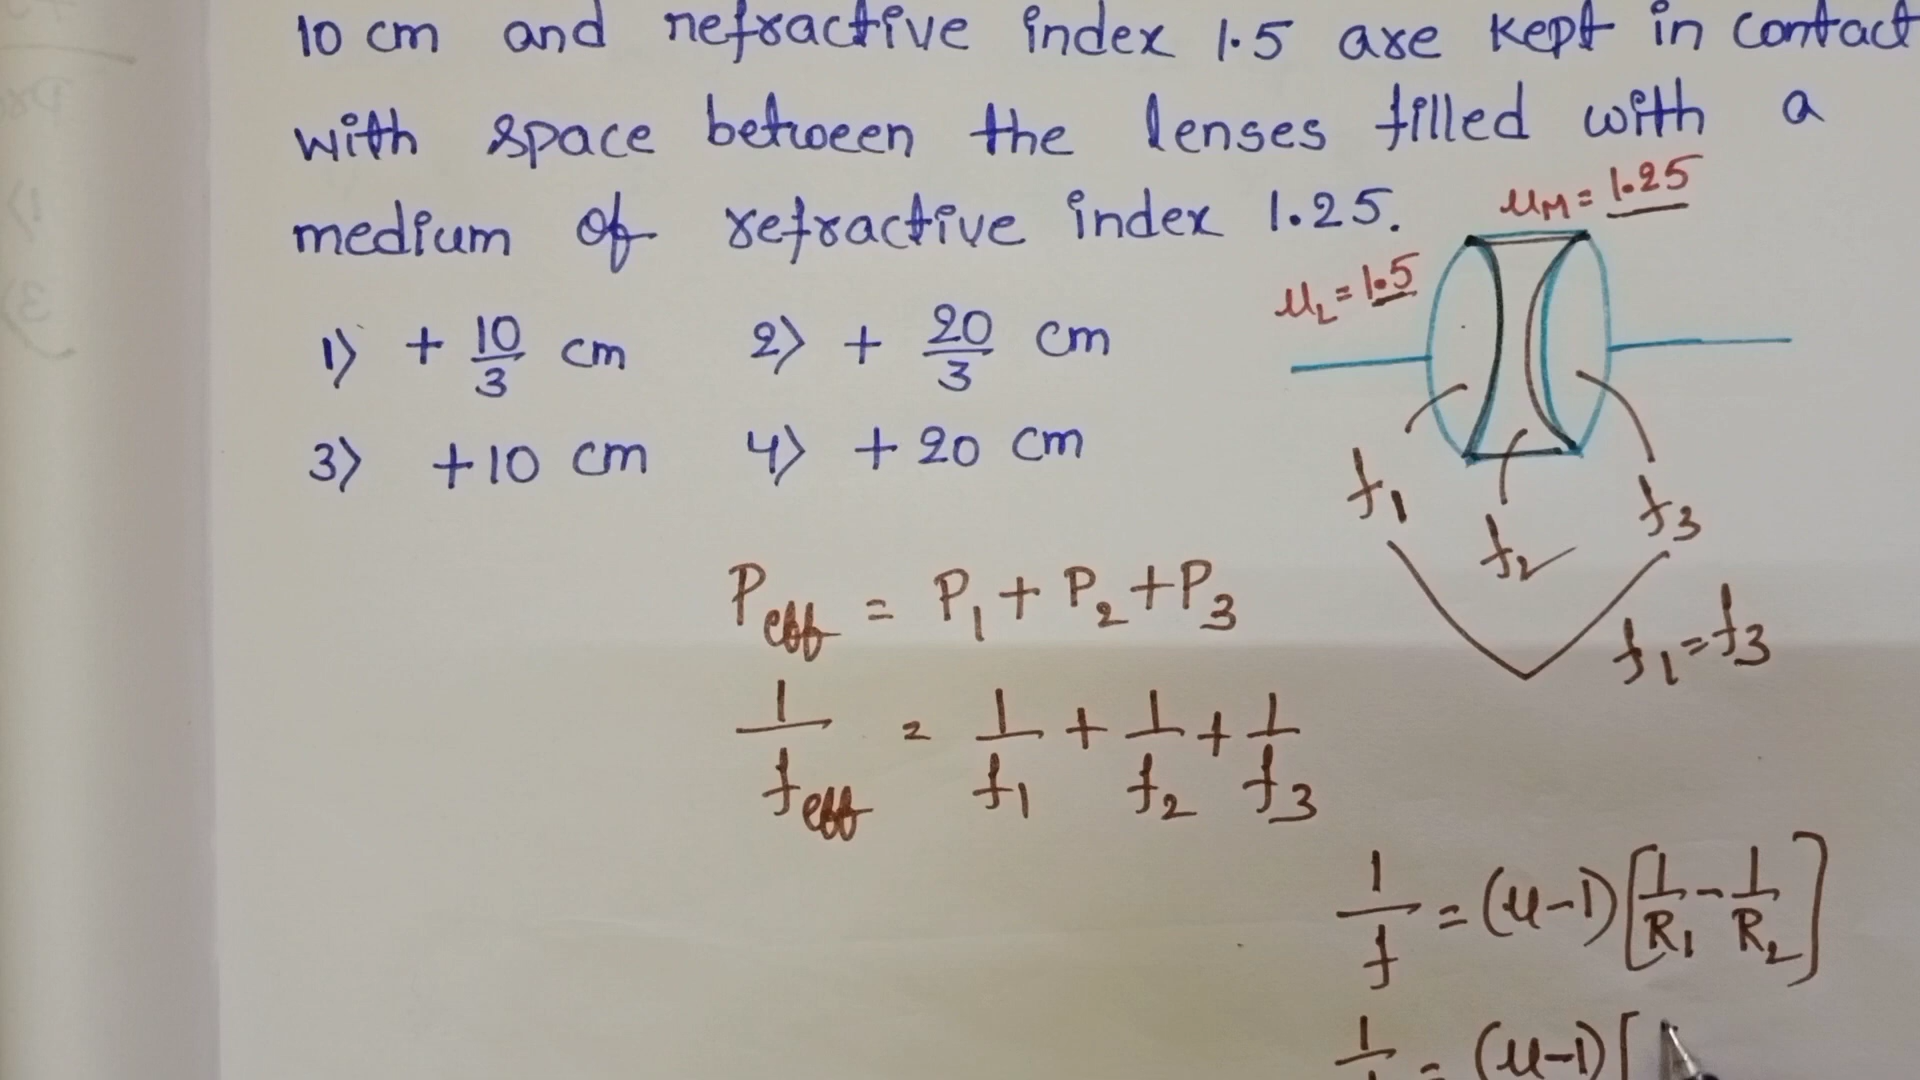 10 cm and refractive index 1.5 are kept in contact
with space between the lenses filled with a
medium of refractive index 1.25.
μM = 1.25
μL = 1.5
1) + 10/3 cm 2) + 20/3 cm
3) +10 cm 4) +20 cm
f1 f2 f3
f1 = f3
Peff = P1 + P2 + P3
1/feff = 1/f1 + 1/f2 + 1/f3
1/f = (μ-1)[1/R1 - 1/R2]
1/ = (μ-1)[